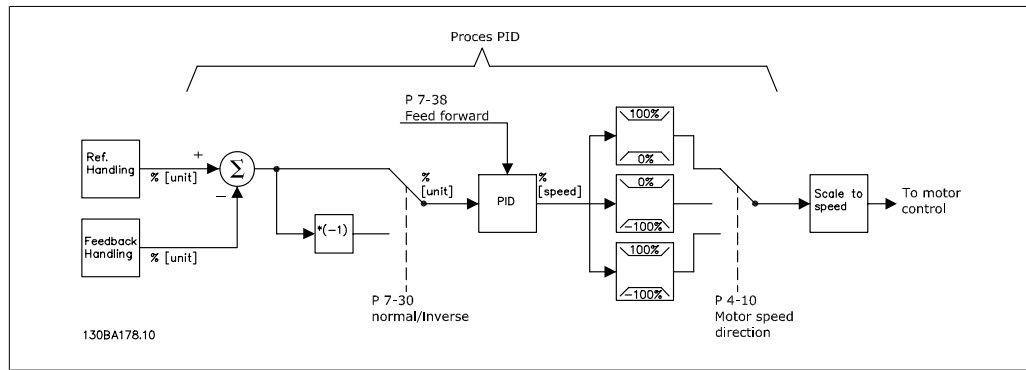 Proces PID
P 7-38
Feed forward
Ref.
Handling
+
% [unit]
Σ
–
Feedback
Handling
% [unit]
*(-1)
%
[unit]
P 7-30
normal/Inverse
PID
%
[speed]
100%
0%
0%
-100%
100%
-100%
P 4-10
Motor speed
direction
Scale to
speed
To motor
control
130BA178.10